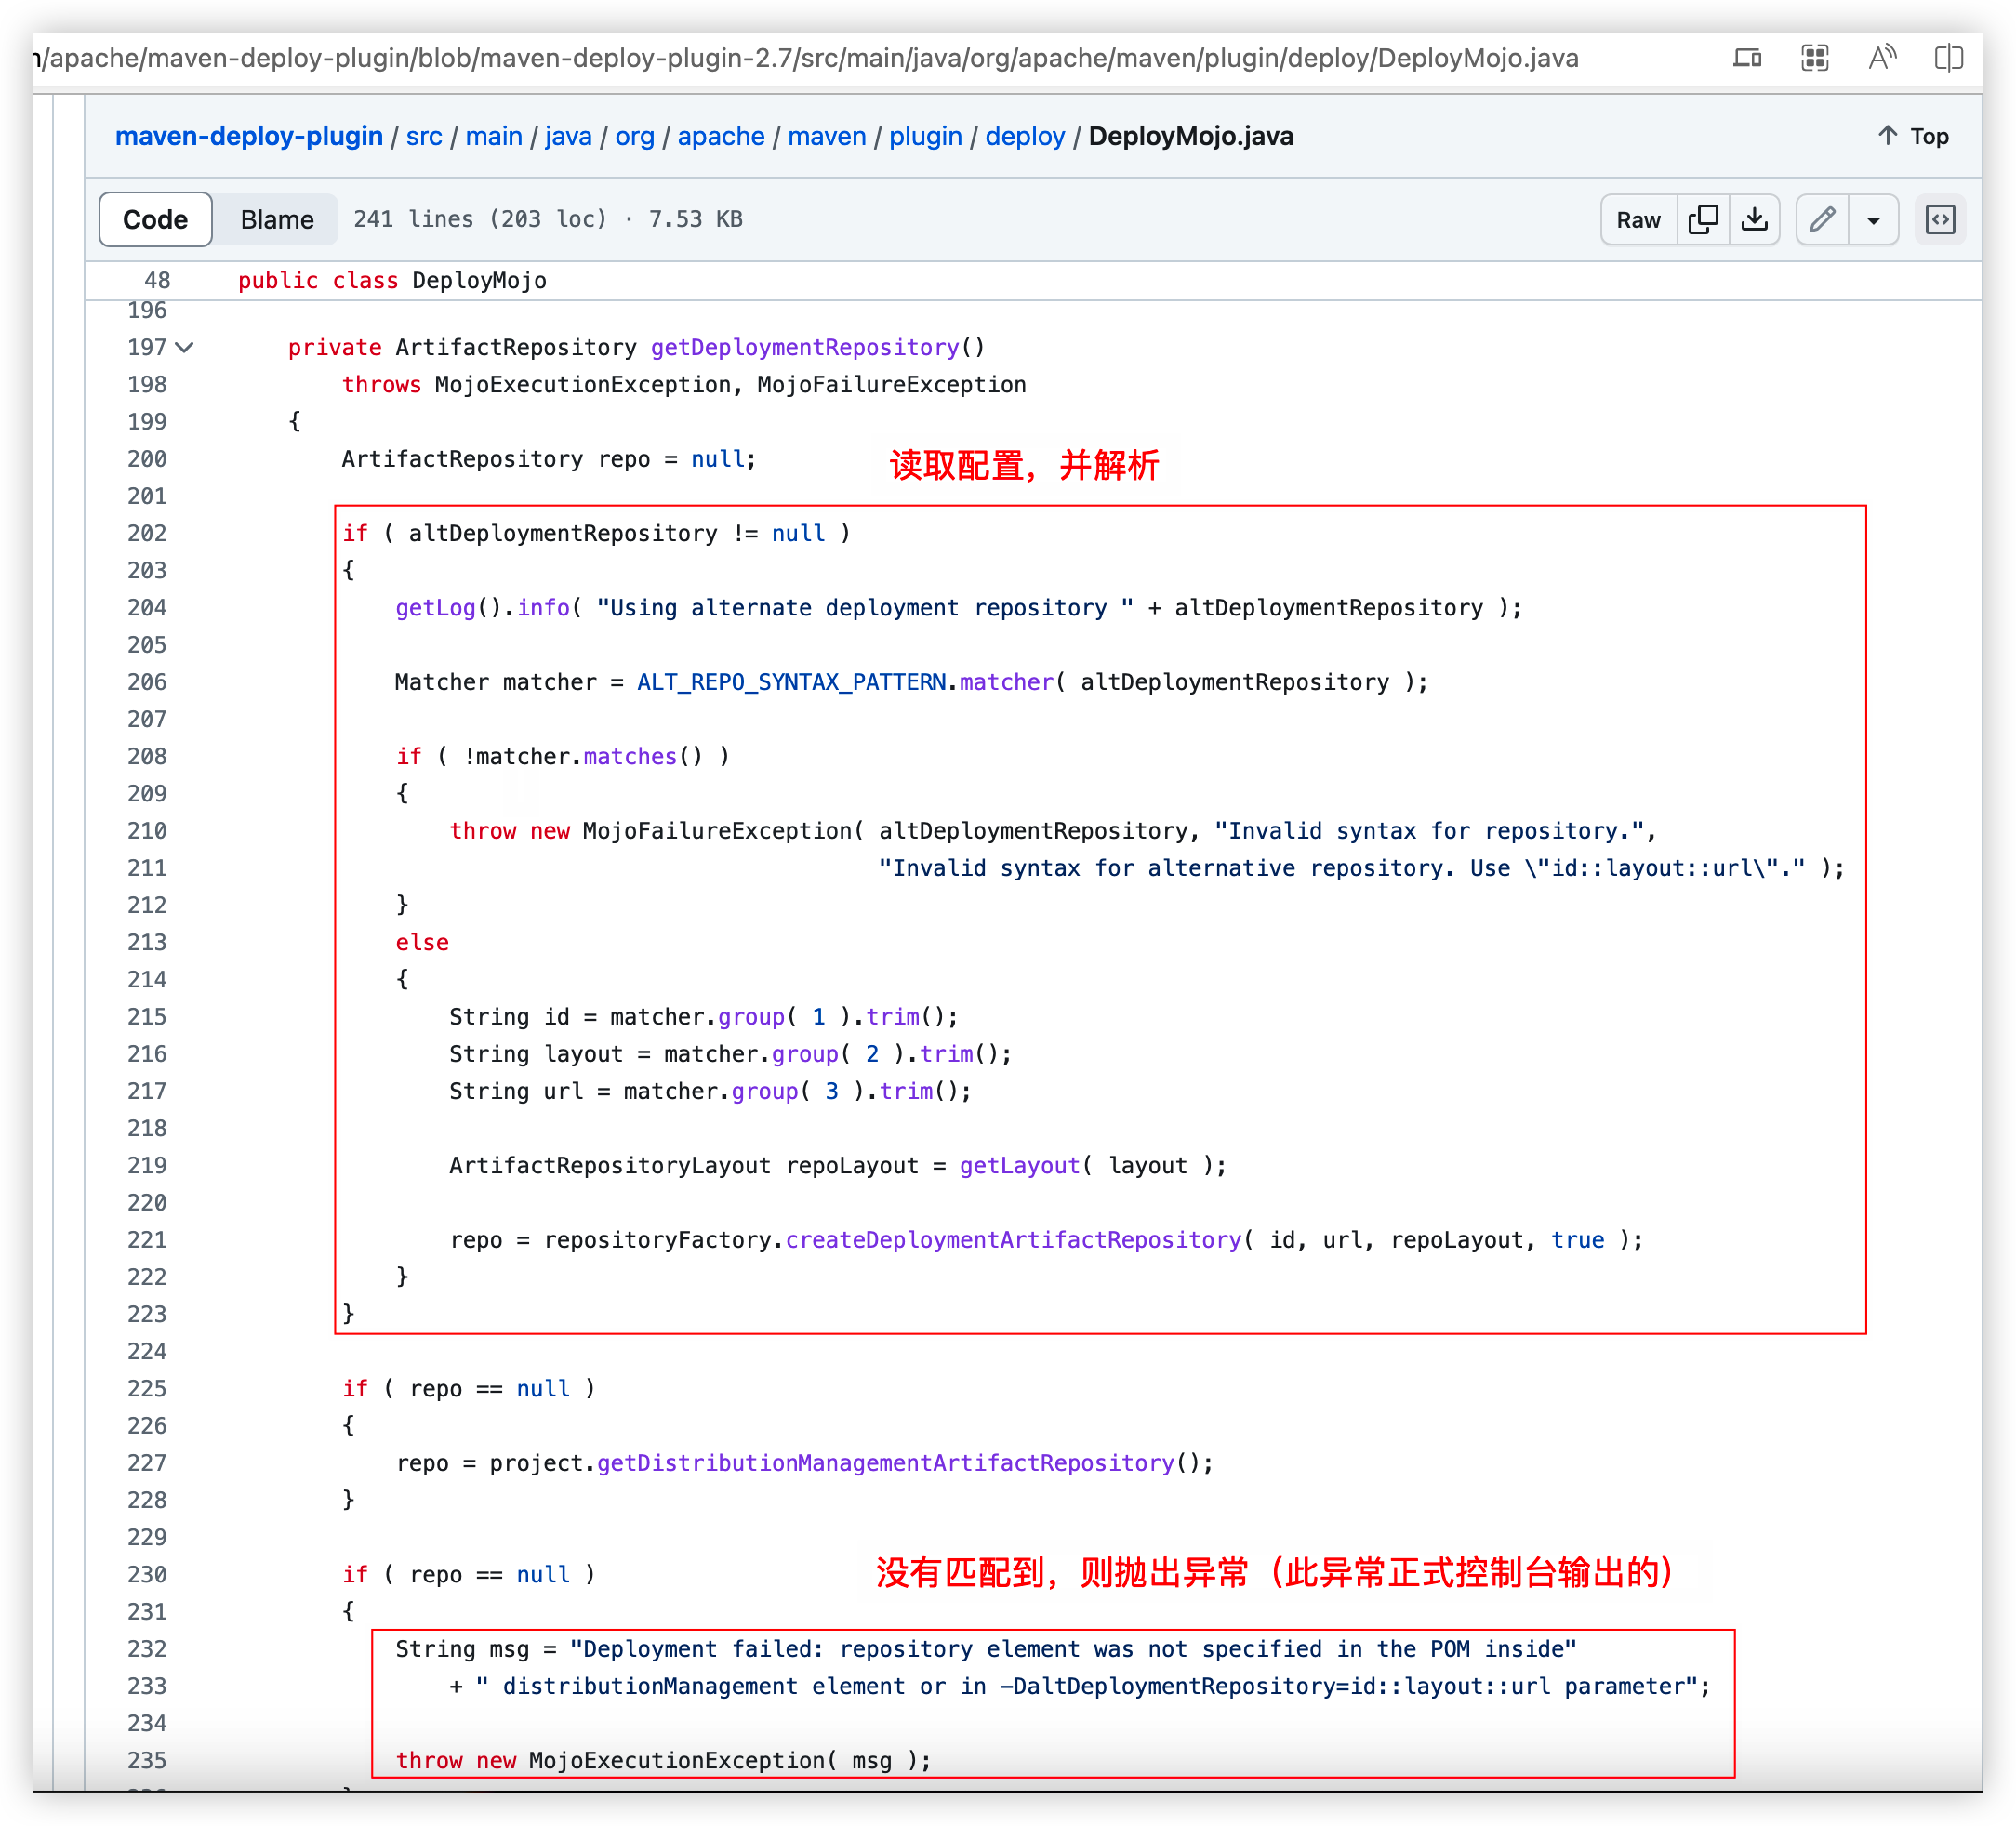 /apache/maven-deploy-plugin/blob/maven-deploy-plugin-2.7/src/main/java/org/apache/maven/plugin/deploy/DeployMojo.java
maven-deploy-plugin / src / main / java / org / apache / maven / plugin / deploy / DeployMojo.java
Top
Code Blame 241 lines (203 loc) · 7.53 KB Raw
48 public class DeployMojo
196
197 private ArtifactRepository getDeploymentRepository()
198 throws MojoExecutionException, MojoFailureException
199 {
200 ArtifactRepository repo = null;
读取配置，并解析
201
202 if ( altDeploymentRepository != null )
203 {
204 getLog().info( "Using alternate deployment repository " + altDeploymentRepository );
205
206 Matcher matcher = ALT_REPO_SYNTAX_PATTERN.matcher( altDeploymentRepository );
207
208 if ( !matcher.matches() )
209 {
210 throw new MojoFailureException( altDeploymentRepository, "Invalid syntax for repository.",
211 "Invalid syntax for alternative repository. Use \"id::layout::url\"." );
212 }
213 else
214 {
215 String id = matcher.group( 1 ).trim();
216 String layout = matcher.group( 2 ).trim();
217 String url = matcher.group( 3 ).trim();
218
219 ArtifactRepositoryLayout repoLayout = getLayout( layout );
220
221 repo = repositoryFactory.createDeploymentArtifactRepository( id, url, repoLayout, true );
222 }
223 }
224
225 if ( repo == null )
226 {
227 repo = project.getDistributionManagementArtifactRepository();
228 }
229
230 if ( repo == null )
没有匹配到，则抛出异常（此异常正式控制台输出的）
231 {
232 String msg = "Deployment failed: repository element was not specified in the POM inside"
233 + " distributionManagement element or in -DaltDeploymentRepository=id::layout::url parameter";
234
235 throw new MojoExecutionException( msg );